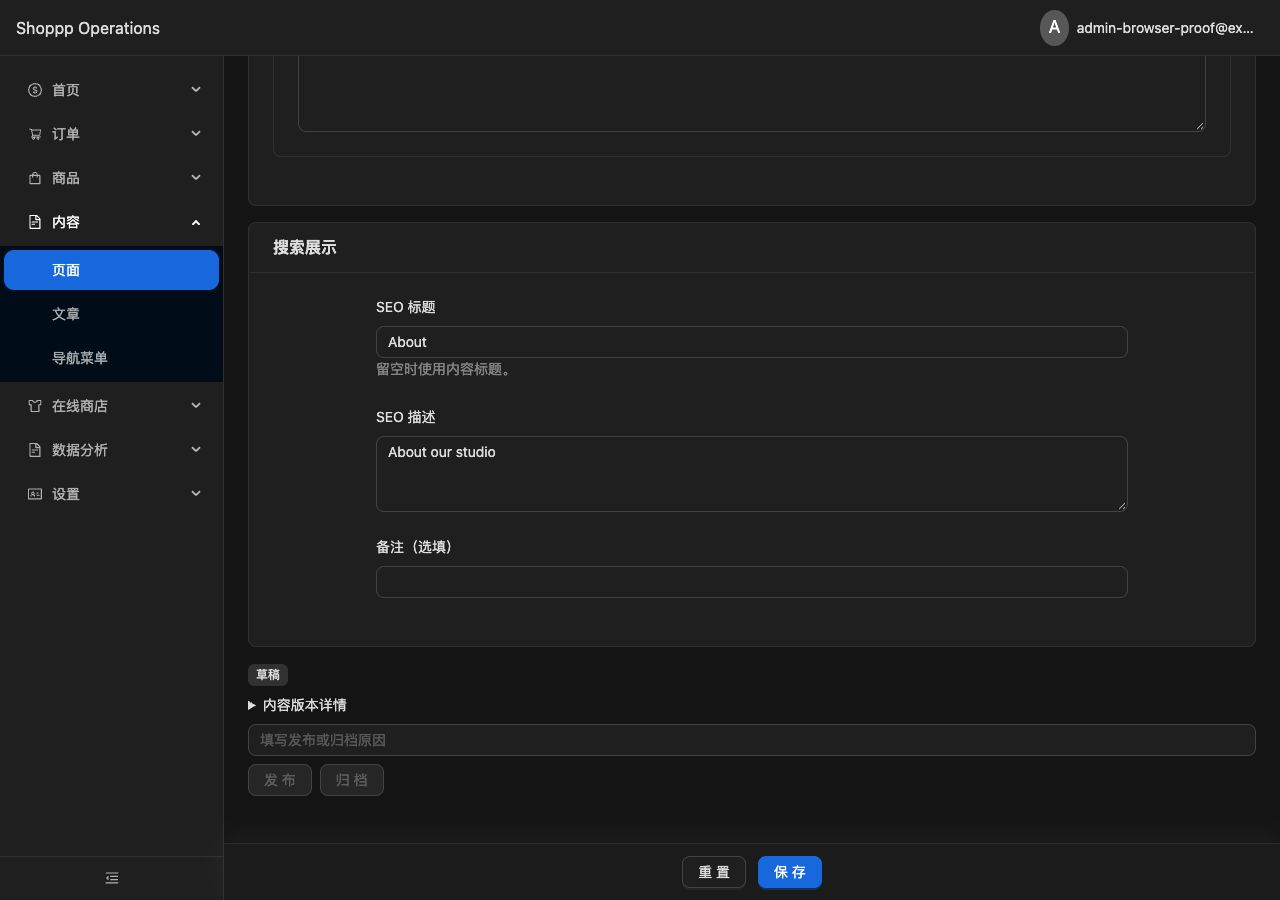 Shoppp Operations
A
admin-browser-proof@ex...
首页
订单
商品
内容
页面
文章
导航菜单
在线商店
数据分析
设置
搜索展示
SEO 标题
About
留空时使用内容标题。
SEO 描述
About our studio
备注（选填）
草稿
内容版本详情
填写发布或归档原因
发 布
归 档
重 置
保 存